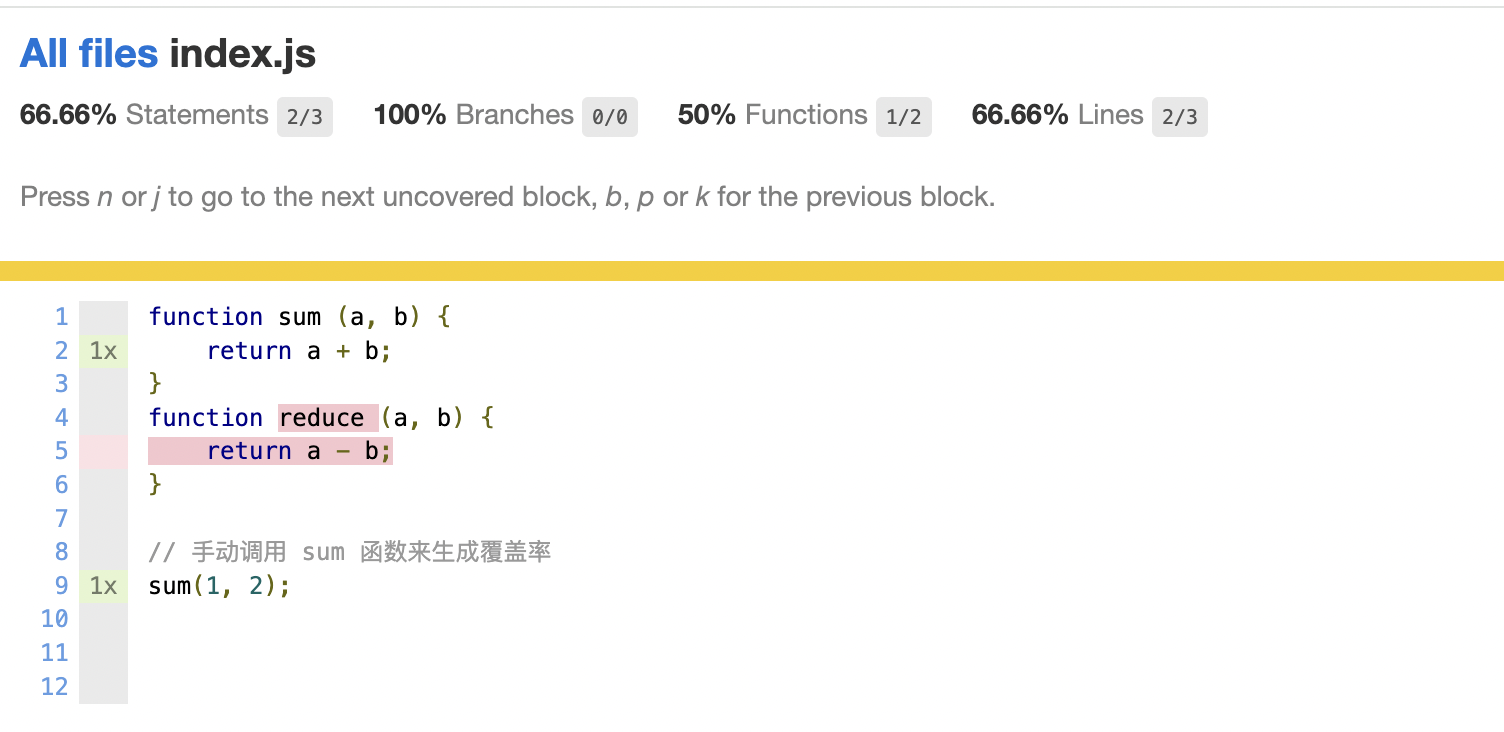 All files index.js
66.66% Statements 2/3 100% Branches 0/0 50% Functions 1/2 66.66% Lines 2/3
Press n or j to go to the next uncovered block, b, p or k for the previous block.
1 function sum (a, b) {
2 1x     return a + b;
3 }
4 function reduce (a, b) {
5     return a - b;
6 }
7
8 // 手动调用 sum 函数来生成覆盖率
9 1x sum(1, 2);
10
11
12